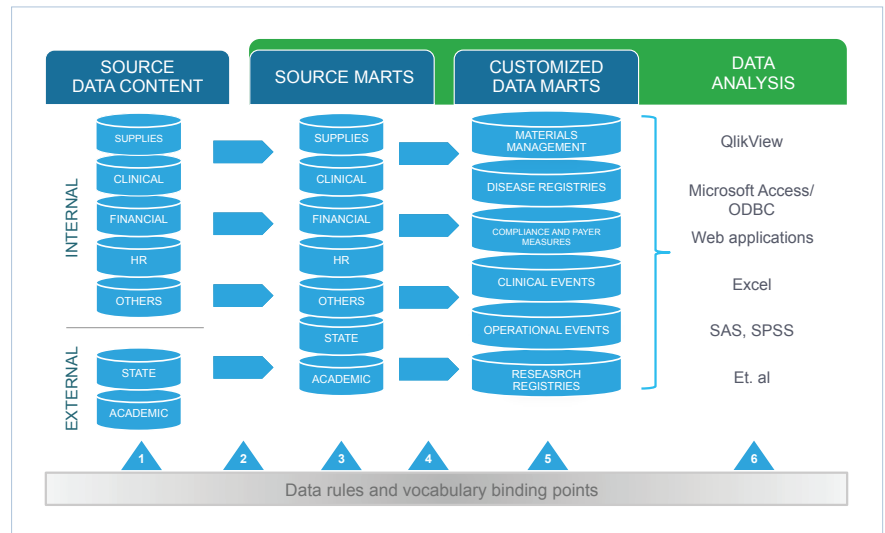 SOURCE
DATA CONTENT
SOURCE MARTS
CUSTOMIZED
DATA MARTS
DATA
ANALYSIS
INTERNAL
SUPPLIES
CLINICAL
FINANCIAL
HR
OTHERS
EXTERNAL
STATE
ACADEMIC
SUPPLIES
CLINICAL
FINANCIAL
HR
OTHERS
STATE
ACADEMIC
MATERIALS
MANAGEMENT
DISEASE REGISTRIES
COMPLIANCE AND PAYER
MEASURES
CLINICAL EVENTS
OPERATIONAL EVENTS
RESEASRCH
REGISTRIES
QlikView
Microsoft Access/
ODBC
Web applications
Excel
SAS, SPSS
Et. al
1
2
3
4
5
6
Data rules and vocabulary binding points